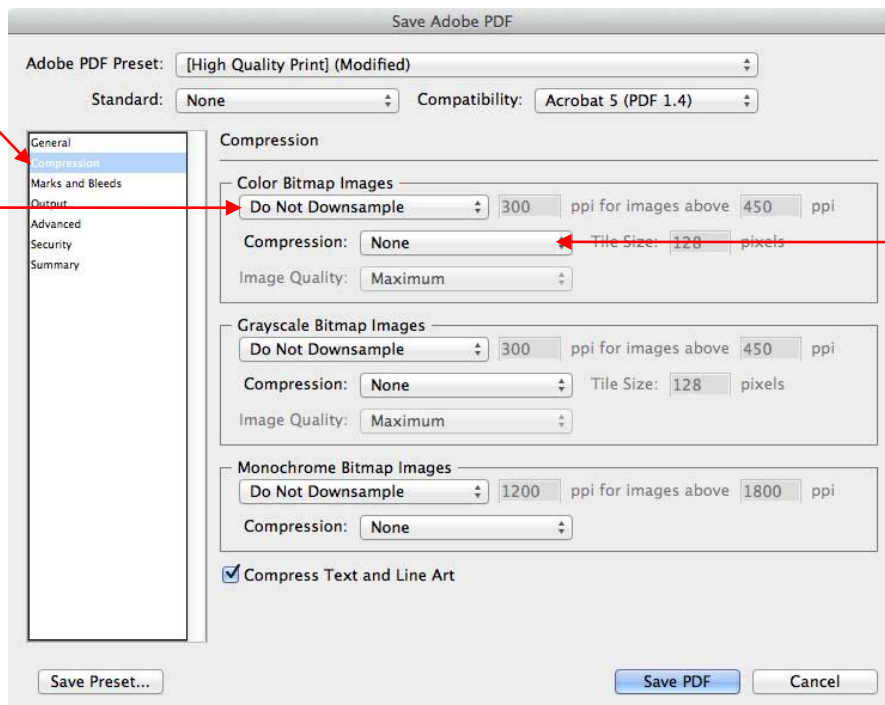 Save Adobe PDF
Adobe PDF Preset: [High Quality Print] (Modified)
Standard: None Compatibility: Acrobat 5 (PDF 1.4)
General
Compression
Marks and Bleeds
Output
Advanced
Security
Summary
Compression
Color Bitmap Images
Do Not Downsample 300 ppi for images above 450 ppi
Compression: None Tile Size: 128 pixels
Image Quality: Maximum
Grayscale Bitmap Images
Do Not Downsample 300 ppi for images above 450 ppi
Compression: None Tile Size: 128 pixels
Image Quality: Maximum
Monochrome Bitmap Images
Do Not Downsample 1200 ppi for images above 1800 ppi
Compression: None
Compress Text and Line Art
Save Preset... Save PDF Cancel